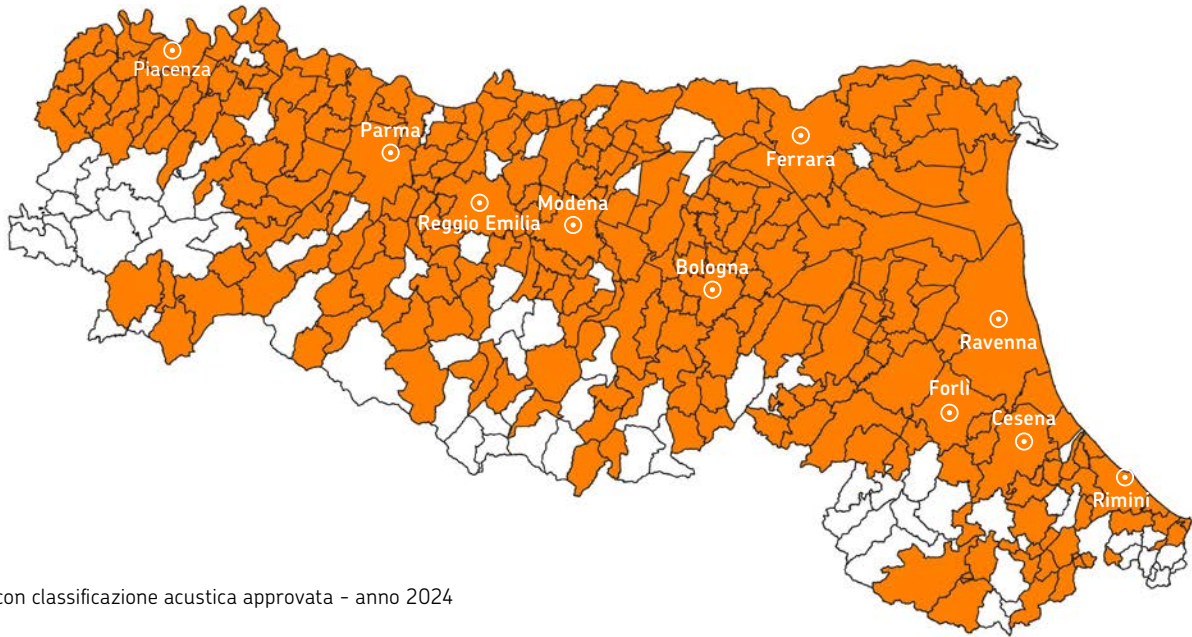 Piacenza
Parma
Ferrara
Modena
Reggio Emilia
Bologna
Ravenna
Forlì
Cesena
Rimini
con classificazione acustica approvata - anno 2024